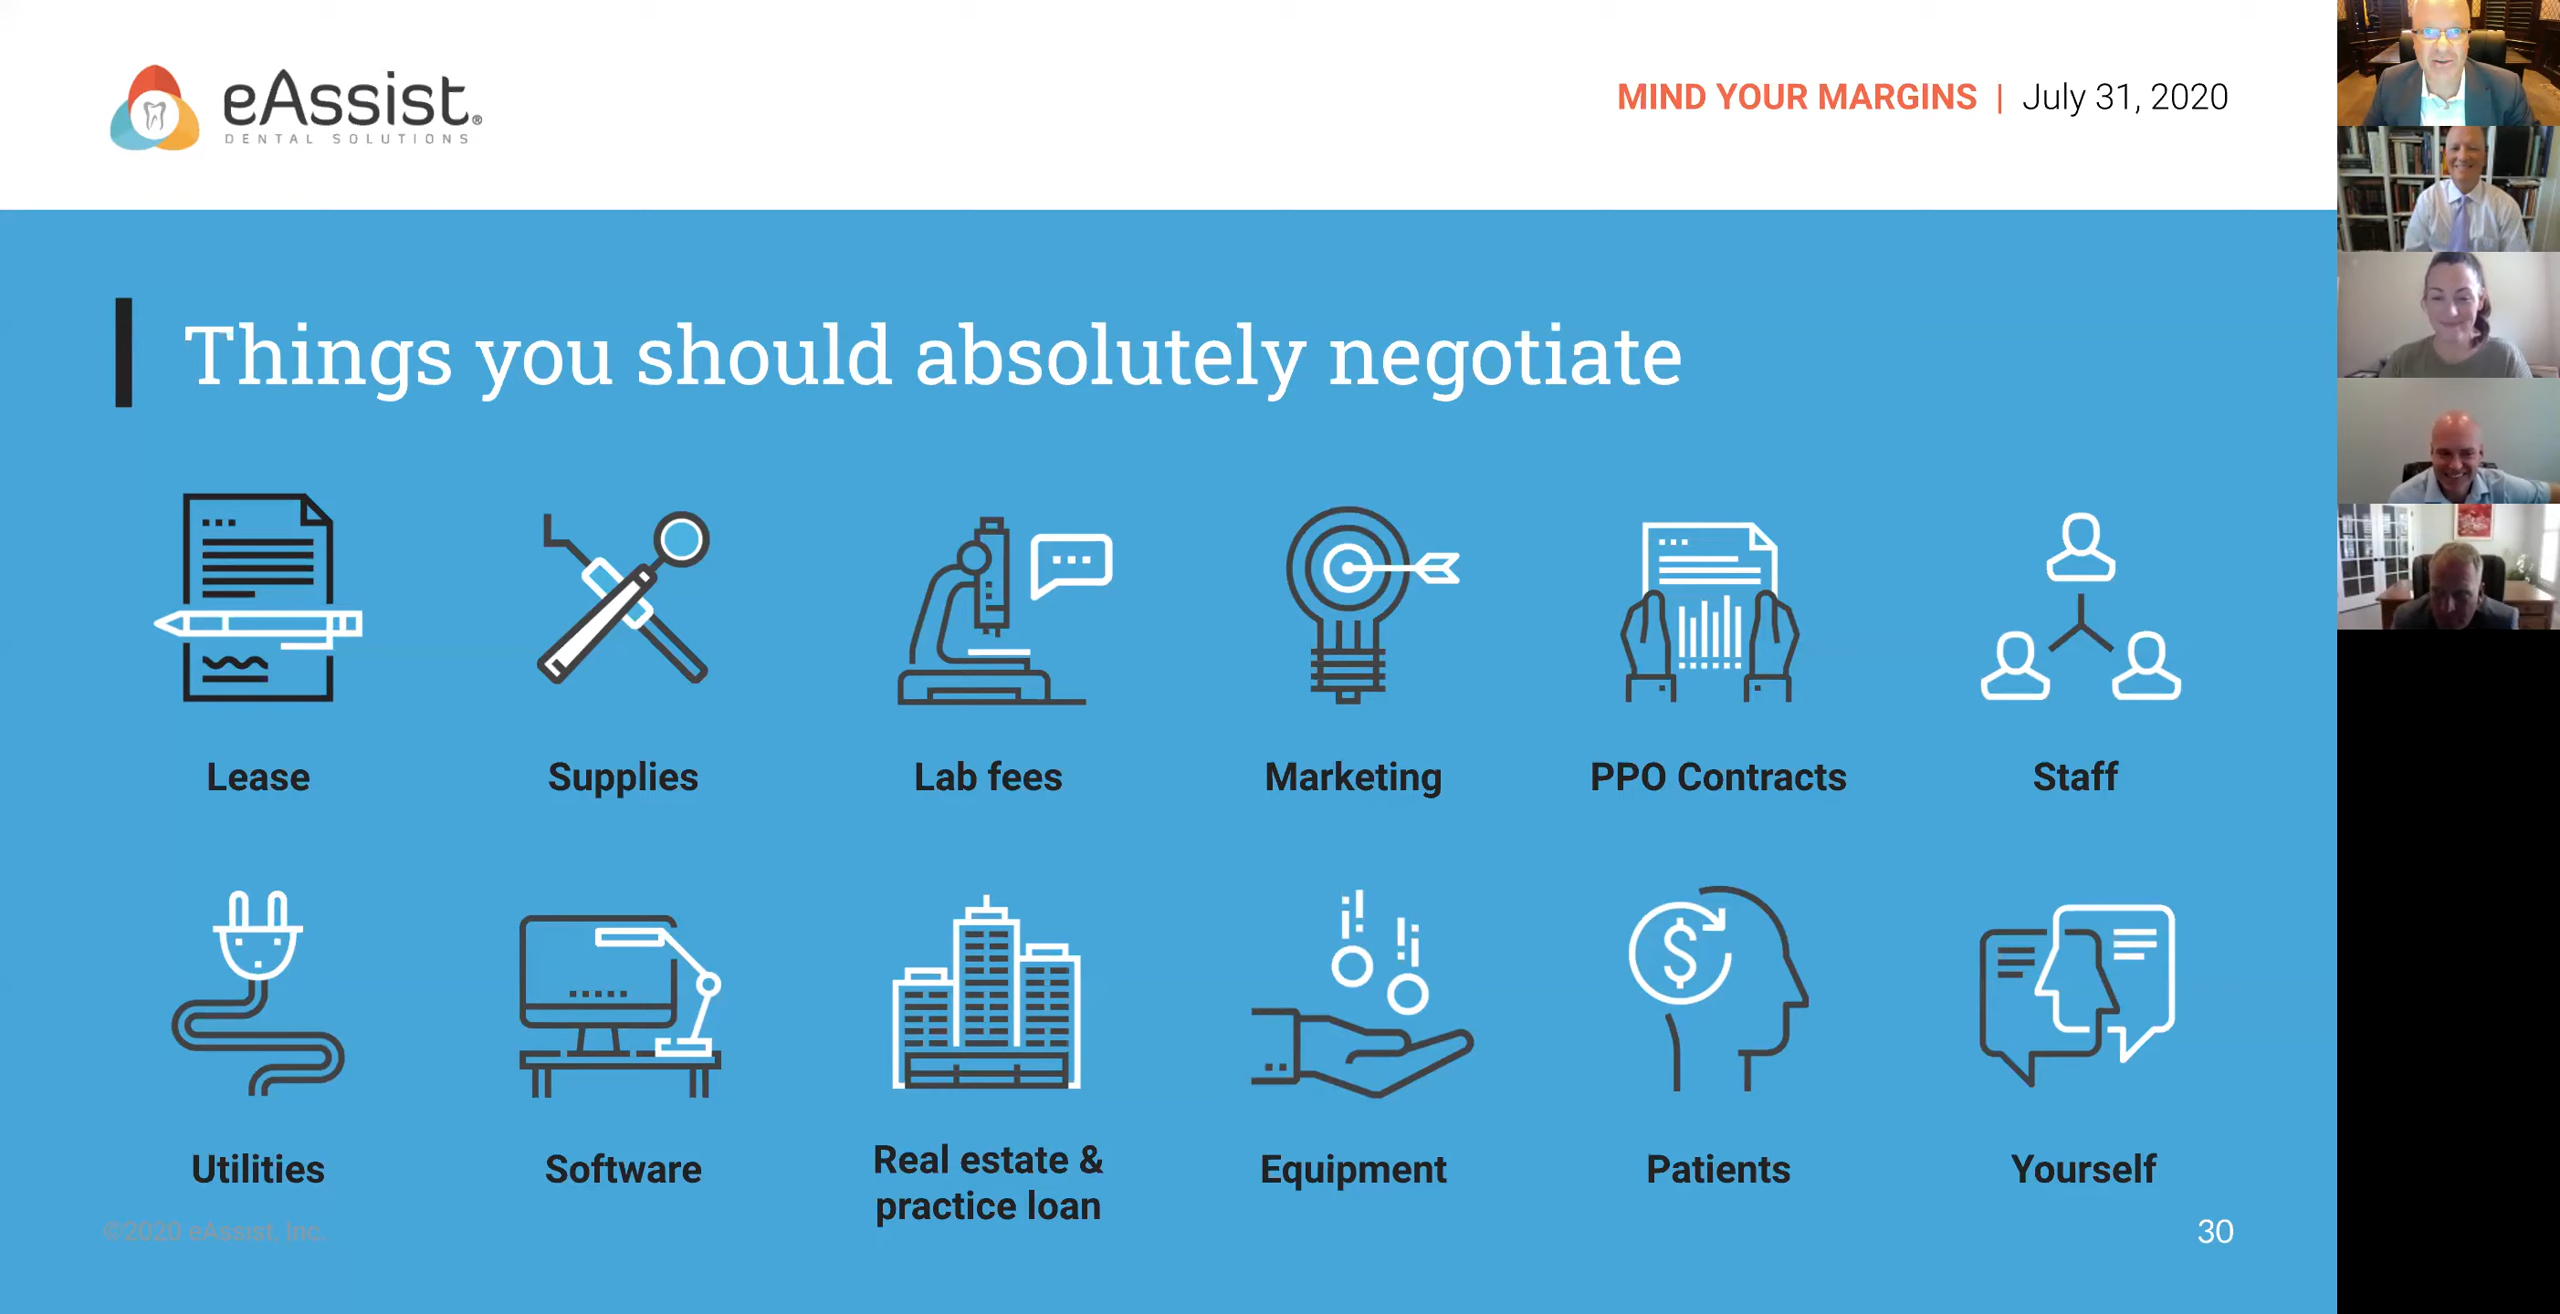 eAssist®
DENTAL SOLUTIONS
MIND YOUR MARGINS | July 31, 2020
Things you should absolutely negotiate
Lease
Supplies
Lab fees
Marketing
PPO Contracts
Staff
Utilities
Software
Real estate &
practice loan
Equipment
Patients
Yourself
©2020 eAssist, Inc.
30